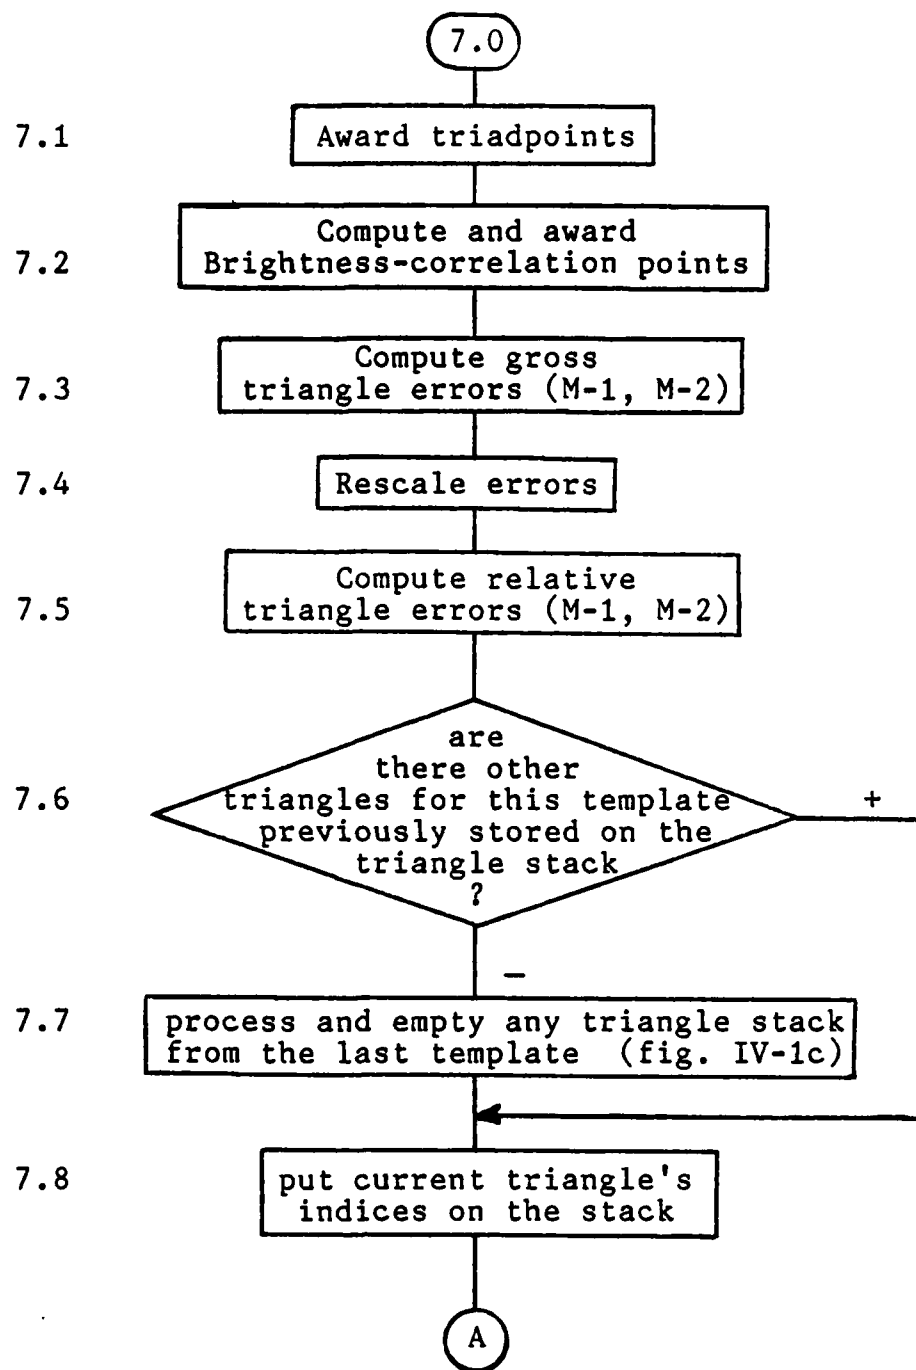 7.0
7.1
Award triadpoints
7.2
Compute and award
Brightness-correlation points
7.3
Compute gross
triangle errors (M-1, M-2)
7.4
Rescale errors
7.5
Compute relative
triangle errors (M-1, M-2)
7.6
are
there other
triangles for this template
previously stored on the
triangle stack
?
+
-
7.7
process and empty any triangle stack
from the last template (fig. IV-1c)
7.8
put current triangle's
indices on the stack
A